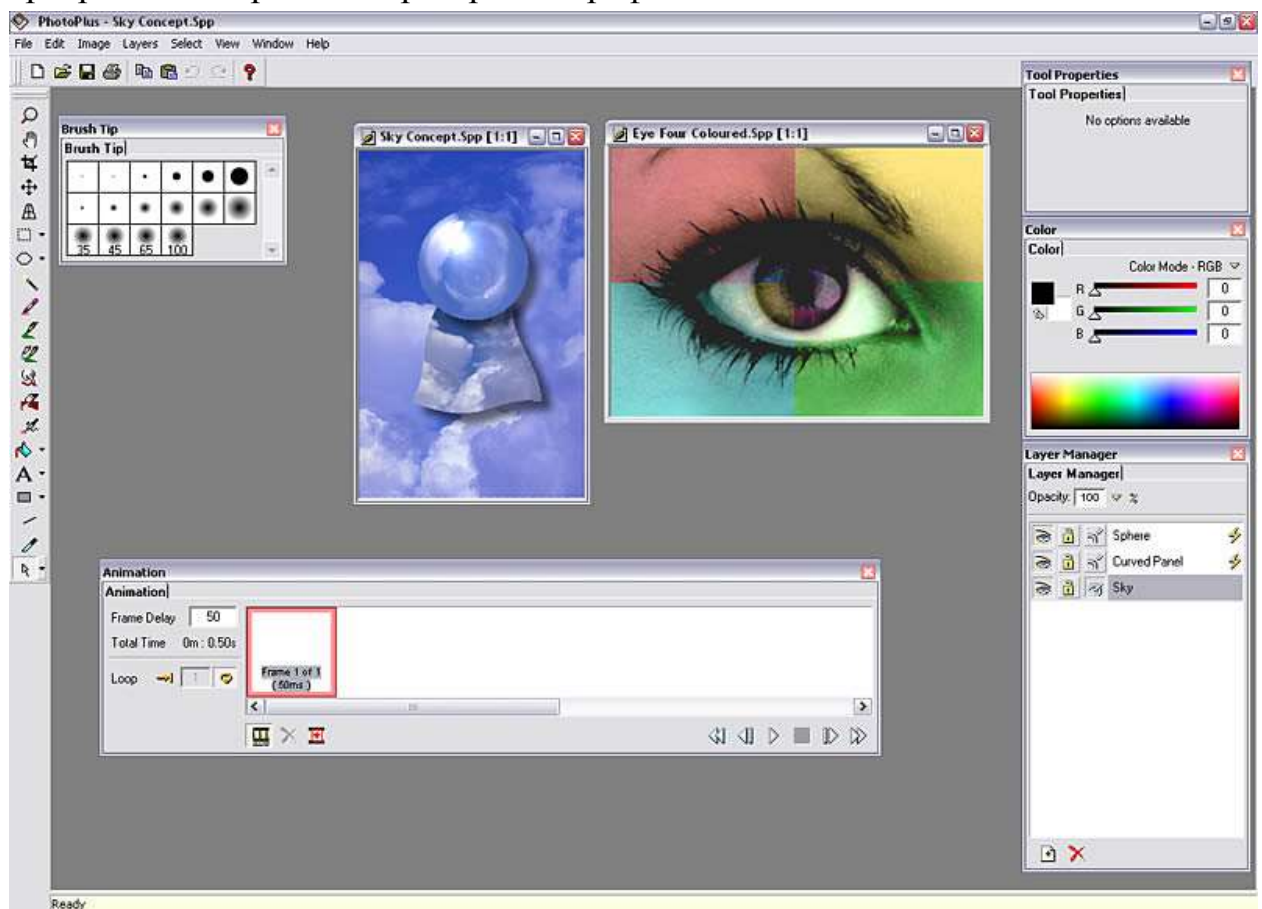 PhotoPlus - Sky Concept.Spp
File Edit Image Layers Select View Window Help
Brush Tip
Brush Tip
35 45 65 100
Sky Concept.Spp [1:1]
Eye Four Coloured.Spp [1:1]
Tool Properties
Tool Properties
No options available
Color
Color
Color Mode - RGB
R 0
G 0
B 0
Layer Manager
Layer Manager
Opacity: 100 %
Sphere
Curved Panel
Sky
Animation
Animation
Frame Delay 50
Total Time 0m : 0.50s
Loop 1
Frame 1 of 1
( 50ms )
Ready